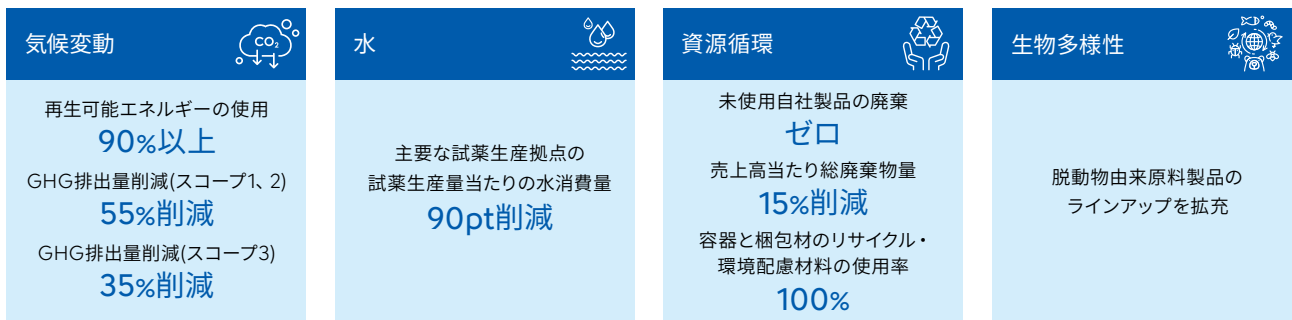 気候変動
CO₂
再生可能エネルギーの使用
90%以上
GHG排出量削減(スコープ1、2)
55%削減
GHG排出量削減(スコープ3)
35%削減
水
主要な試薬生産拠点の
試薬生産量当たりの水消費量
90pt削減
資源循環
未使用自社製品の廃棄
ゼロ
売上高当たり総廃棄物量
15%削減
容器と梱包材のリサイクル・
環境配慮材料の使用率
100%
生物多様性
脱動物由来原料製品の
ラインアップを拡充